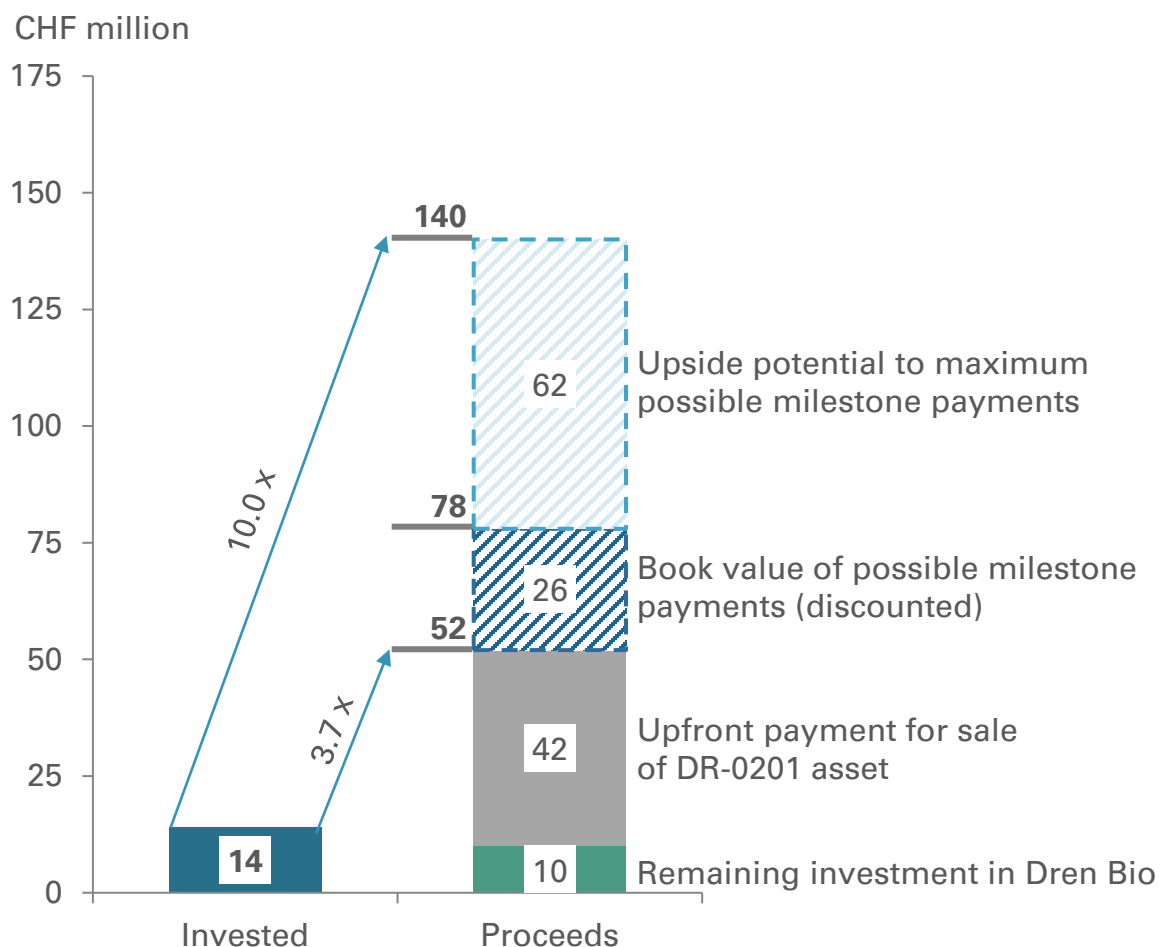 CHF million
175
150
140
125
Upside potential to maximum
possible milestone payments
62
100
10.0 x
78
75
Book value of possible milestone
payments (discounted)
26
52
50
3.7 x
Upfront payment for sale
of DR-0201 asset
42
25
14
10
Remaining investment in Dren Bio
0
Invested
Proceeds